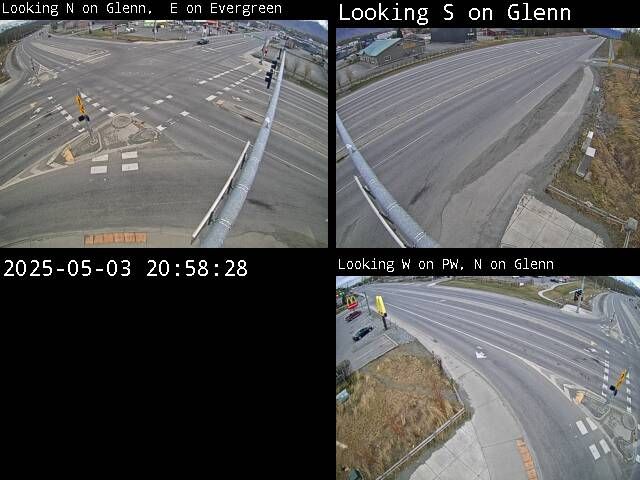 Looking N on Glenn,  E on Evergreen
Looking S on Glenn
2025-05-03 20:58:28
Looking W on PW, N on Glenn